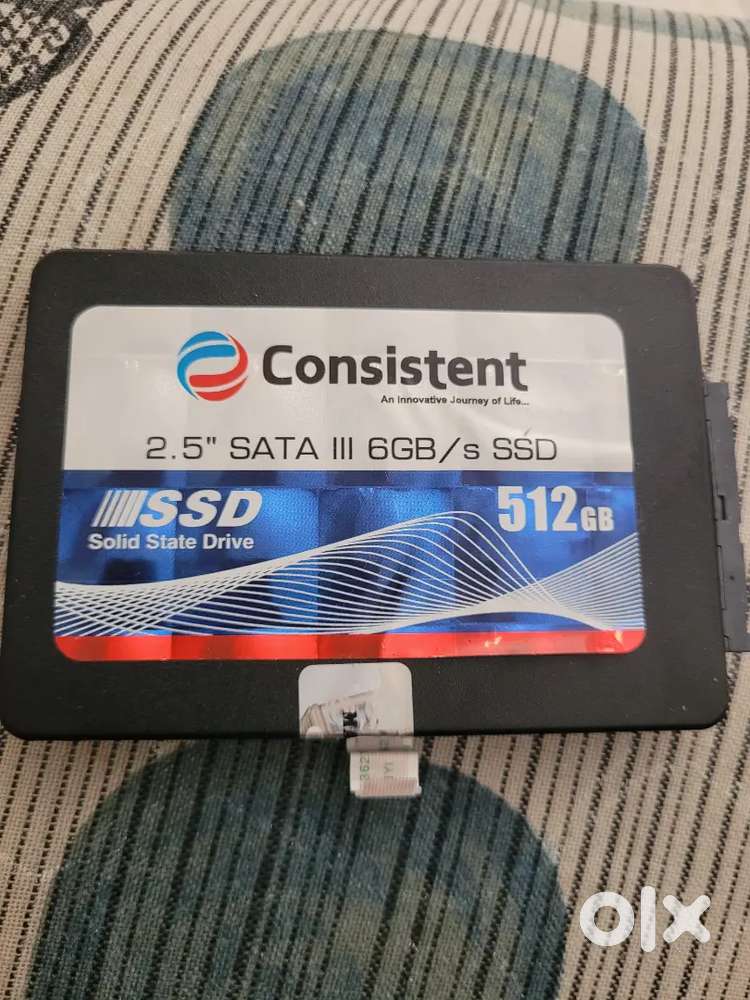 Consistent
An Innovative Journey of Life...
2.5" SATA III 6GB/s SSD
SSD
512GB
Solid State Drive
olx